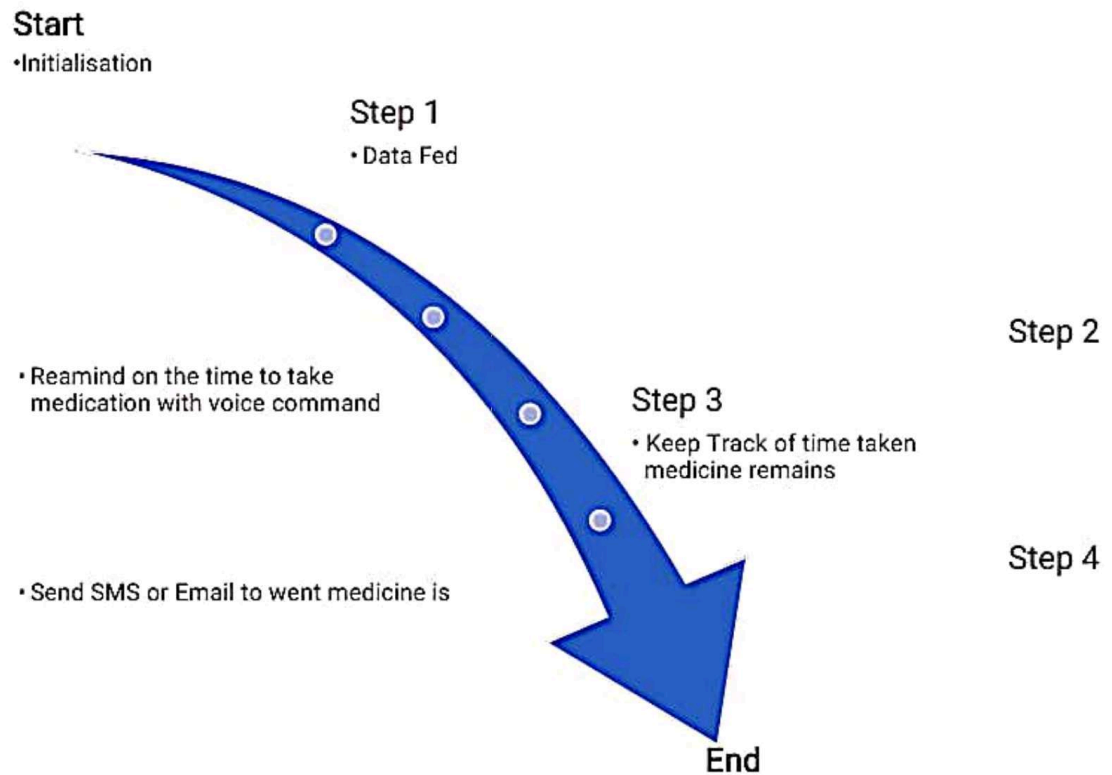 Start
•Initialisation
Step 1
• Data Fed
Step 2
• Reamind on the time to take
medication with voice command
Step 3
• Keep Track of time taken
medicine remains
Step 4
• Send SMS or Email to went medicine is
End